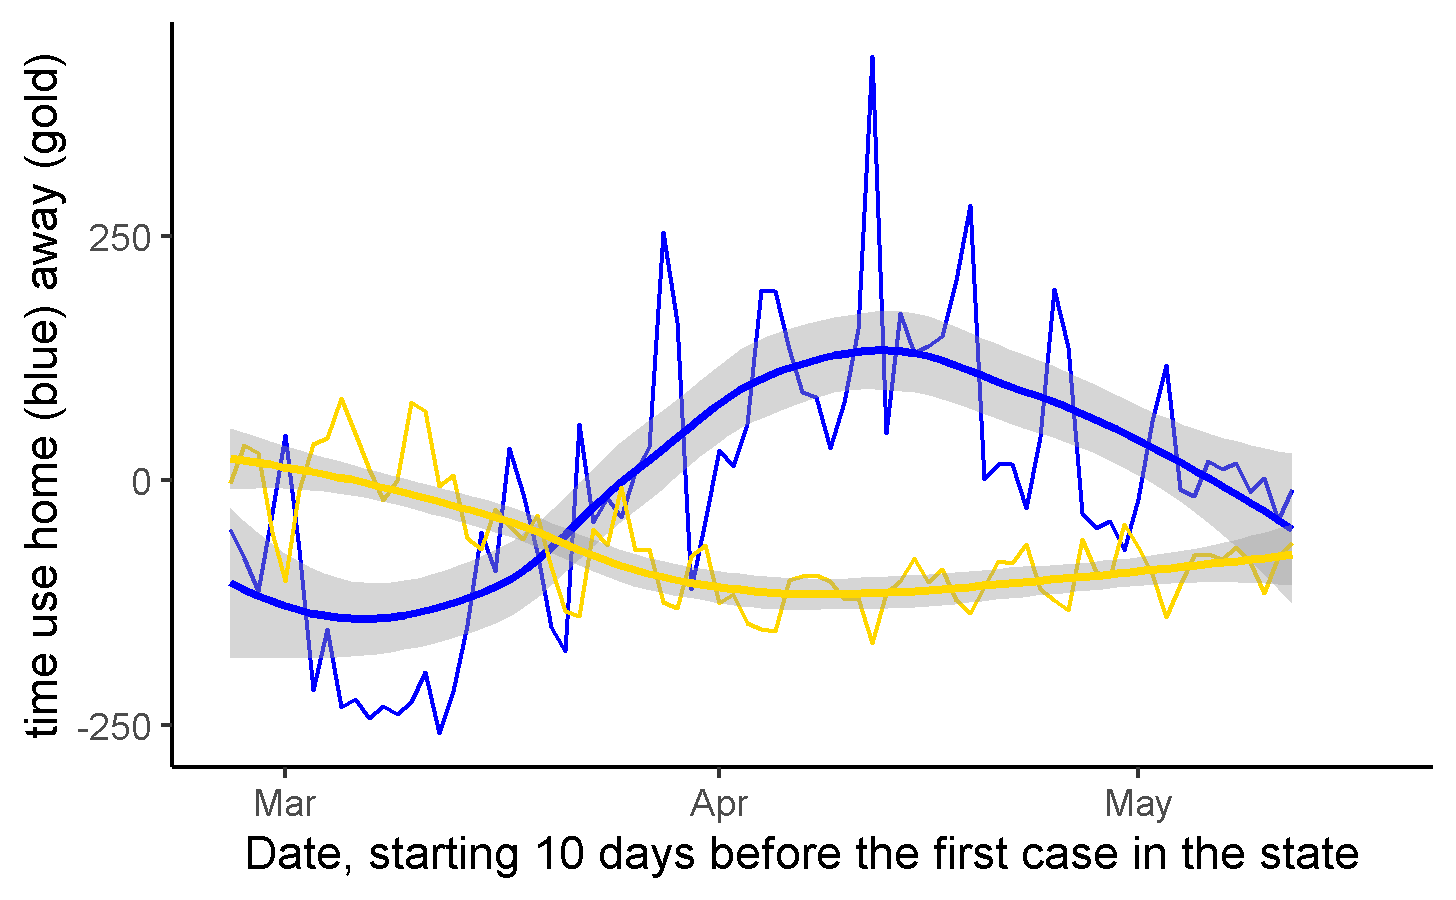 time use home (blue) away (gold)
250
0
-250
Mar
Apr
May
Date, starting 10 days before the first case in the state